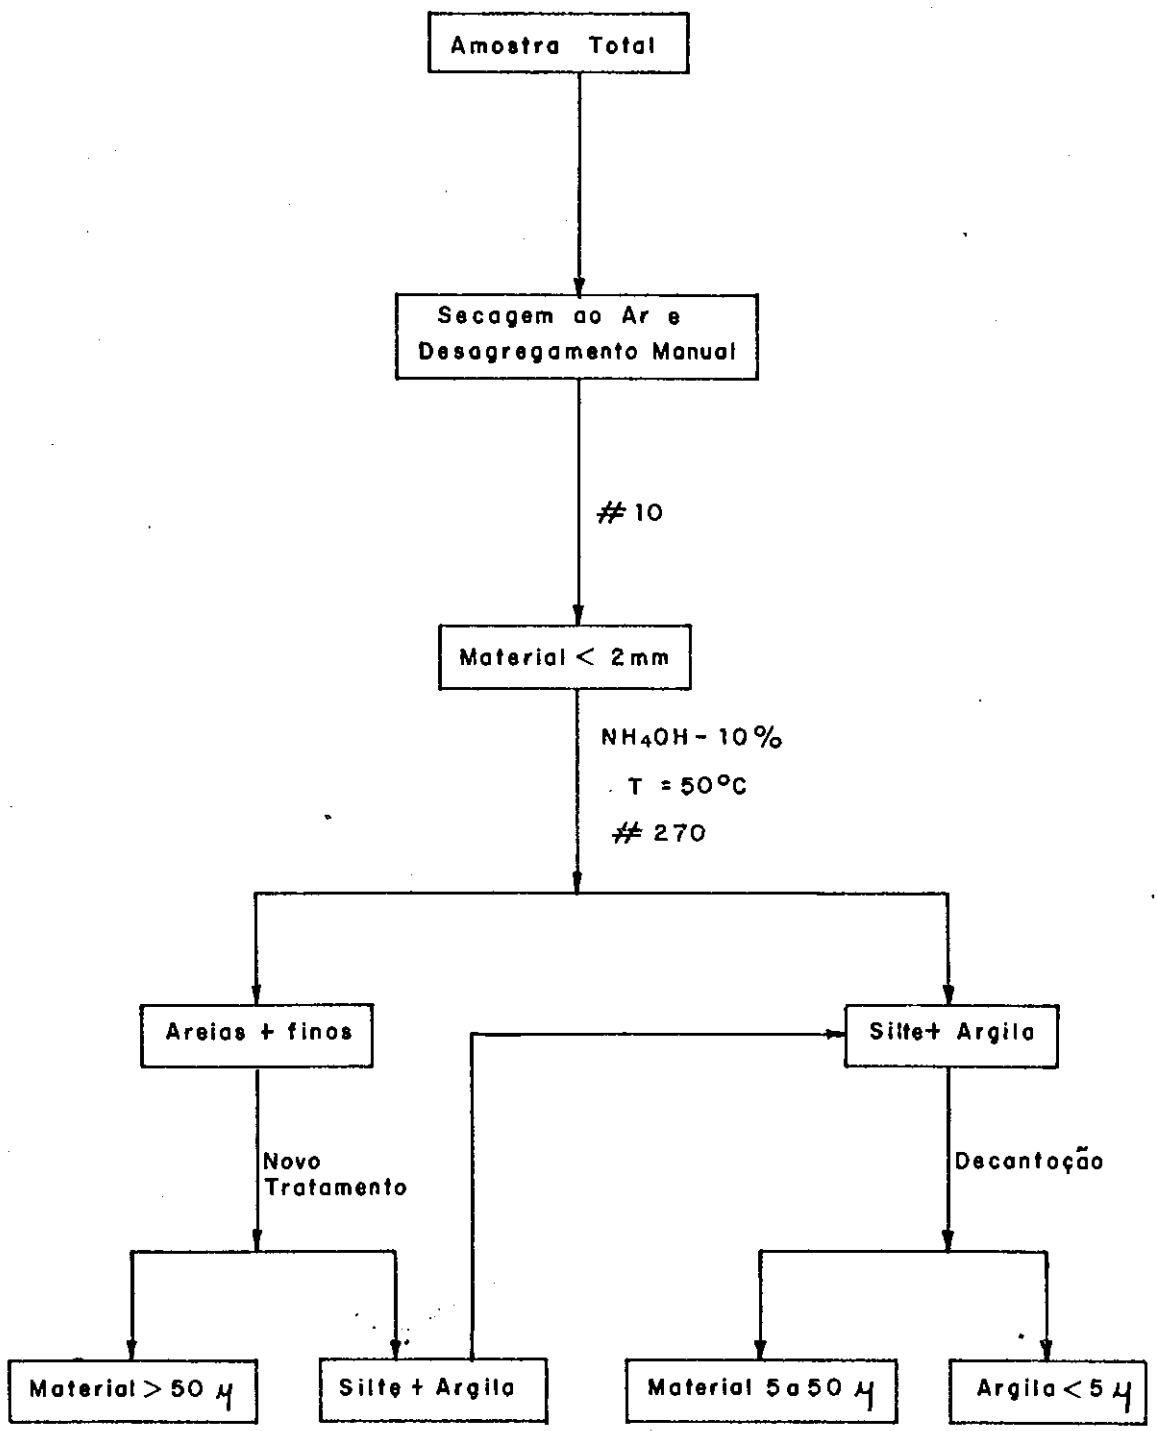 Amostra Total
Secagem ao Ar e
Desagregamento Manual
# 10
Material < 2mm
NH₄OH - 10%
T = 50°C
# 270
Areias + finos
Silte + Argila
Novo
Tratamento
Decantação
Material > 50 µ
Silte + Argila
Material 5 a 50 µ
Argila < 5 µ